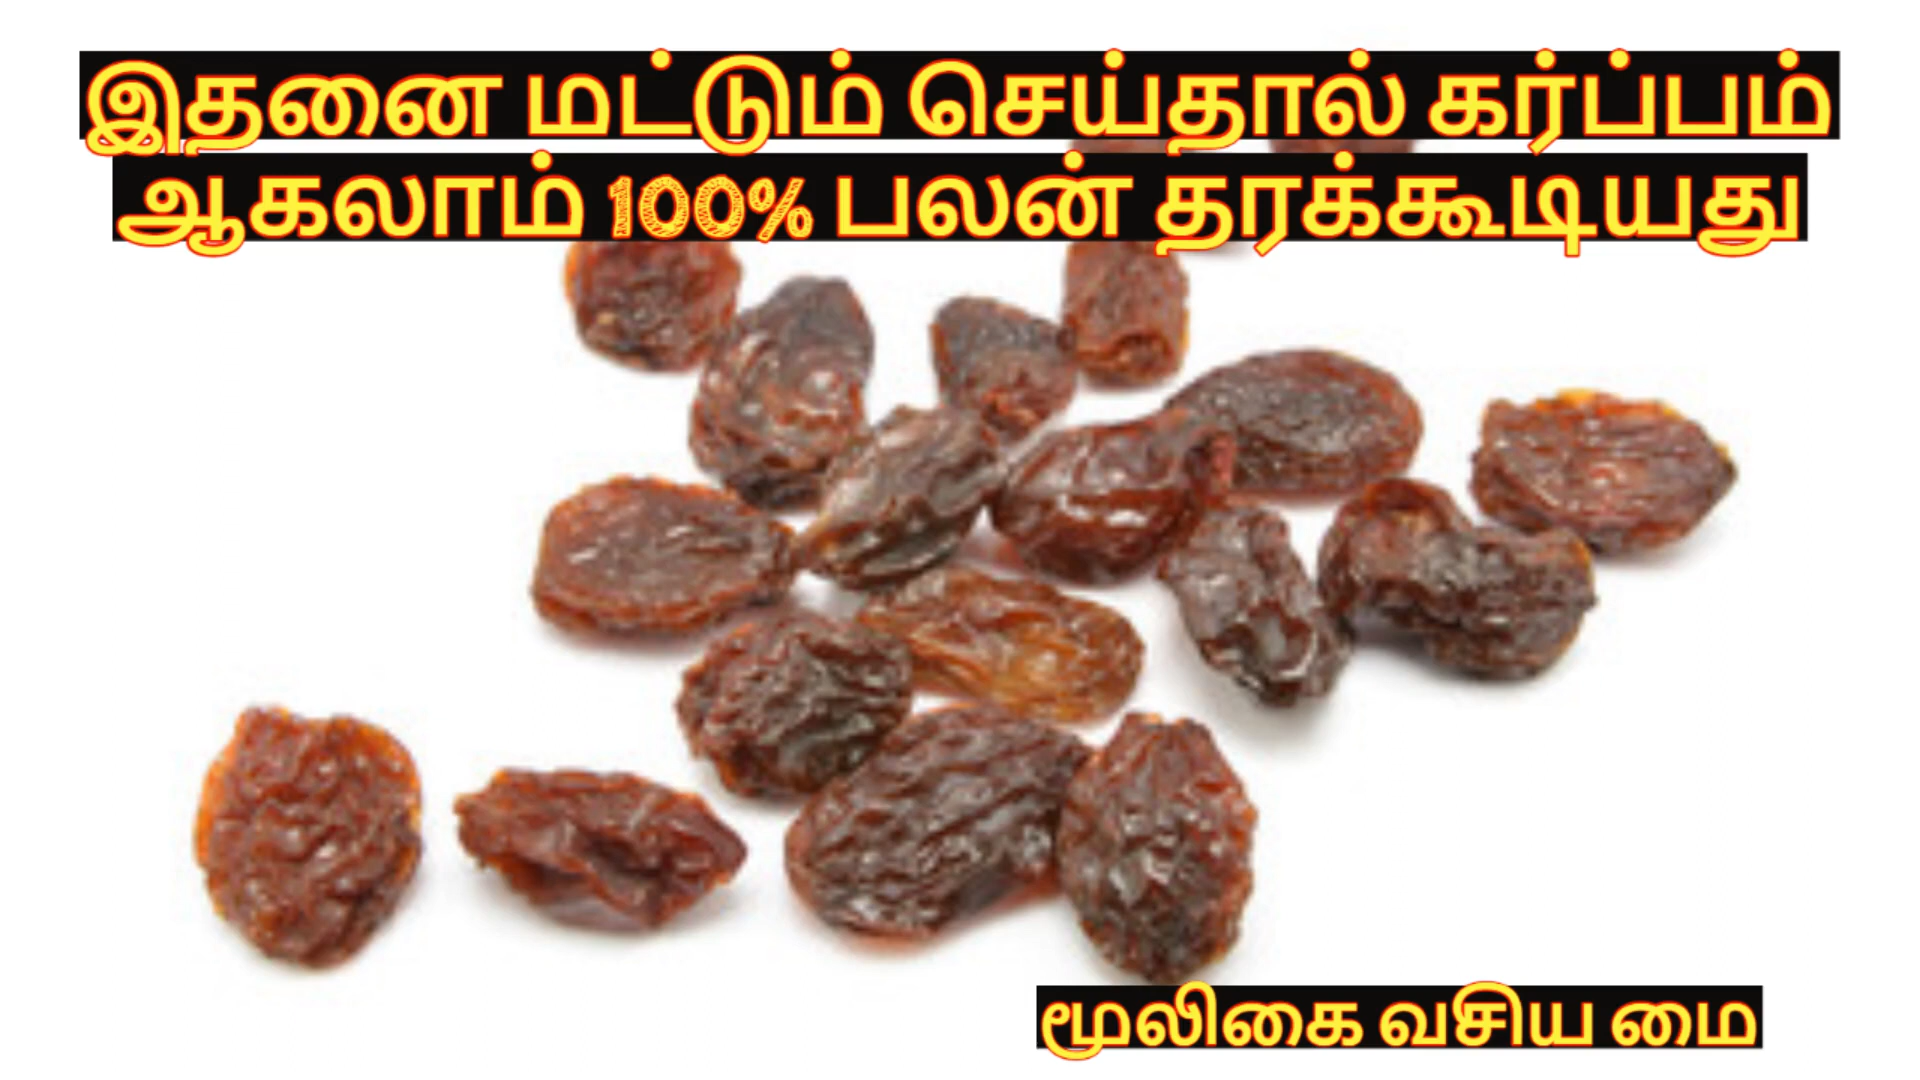 இதனை மட்டும் செய்தால் கர்ப்பம்
ஆகலாம் 100% பலன் தரக்கூடியது
மூலிகை வசிய மை